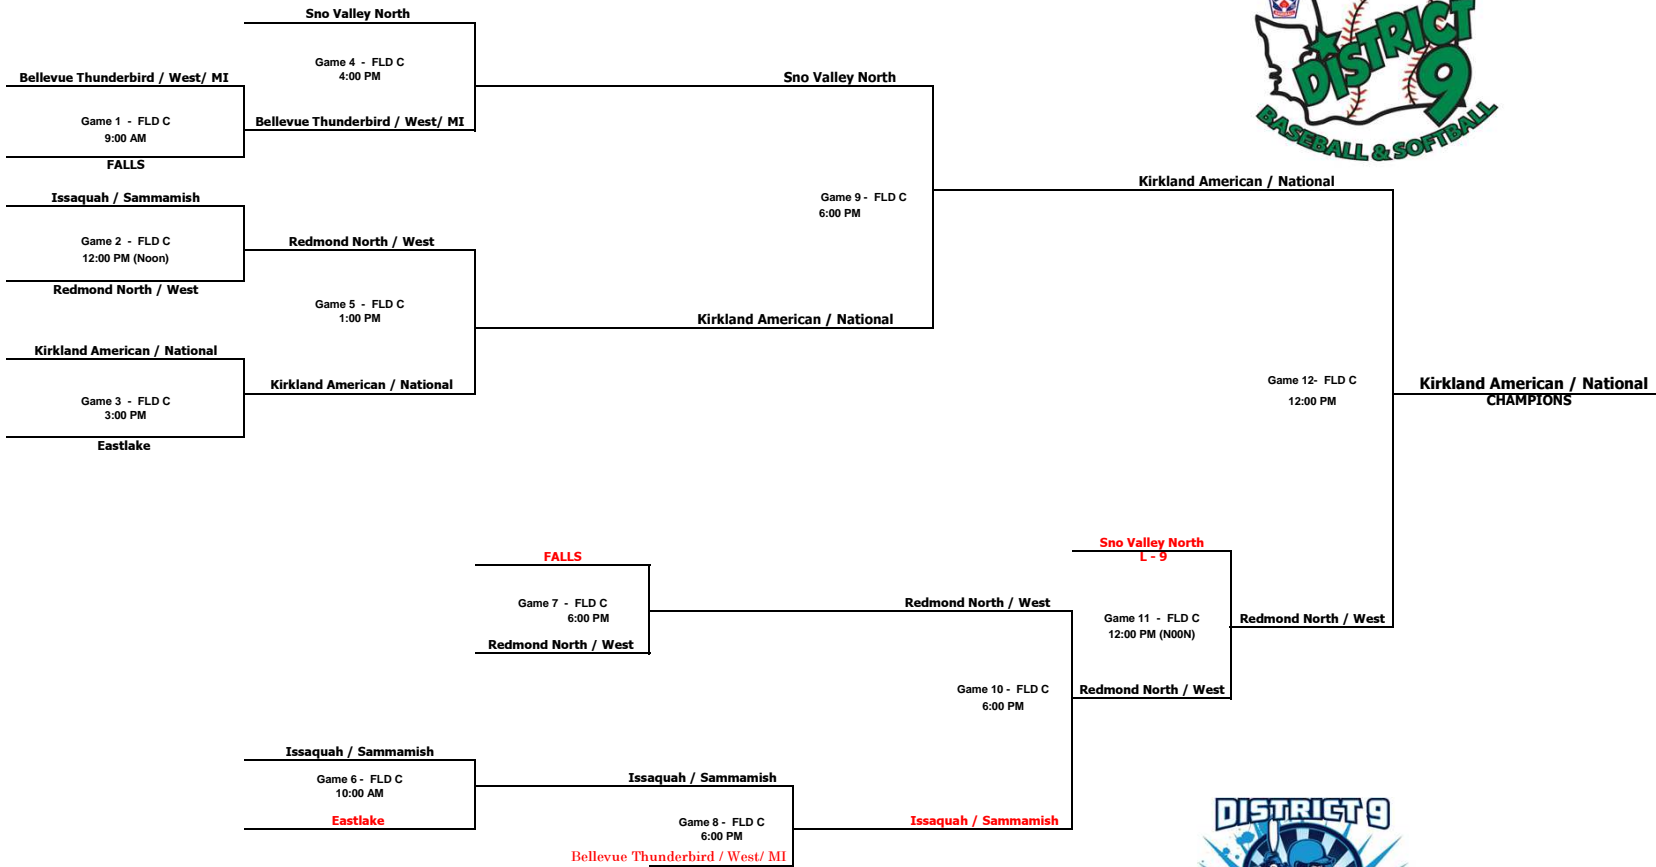 Sno Valley North
Game 4 - FLD C
4:00 PM
Bellevue Thunderbird / West/ MI
Sno Valley North
Game 1 - FLD C
9:00 AM
Bellevue Thunderbird / West/ MI
FALLS
DISTRICT
9
BASEBALL & SOFTBALL
Issaquah / Sammamish
Kirkland American / National
Game 9 - FLD C
6:00 PM
Game 2 - FLD C
12:00 PM (Noon)
Redmond North / West
Redmond North / West
Game 5 - FLD C
1:00 PM
Kirkland American / National
Kirkland American / National
Kirkland American / National
Game 3 - FLD C
3:00 PM
Eastlake
Game 12- FLD C
12:00 PM
Kirkland American / National
CHAMPIONS
Sno Valley North
L - 9
FALLS
Game 7 - FLD C
6:00 PM
Redmond North / West
Redmond North / West
Game 11 - FLD C
12:00 PM (N00N)
Redmond North / West
Game 10 - FLD C
6:00 PM
Redmond North / West
Issaquah / Sammamish
Game 6 - FLD C
10:00 AM
Eastlake
Issaquah / Sammamish
Game 8 - FLD C
6:00 PM
Issaquah / Sammamish
Bellevue Thunderbird / West/ MI
DISTRICT 9